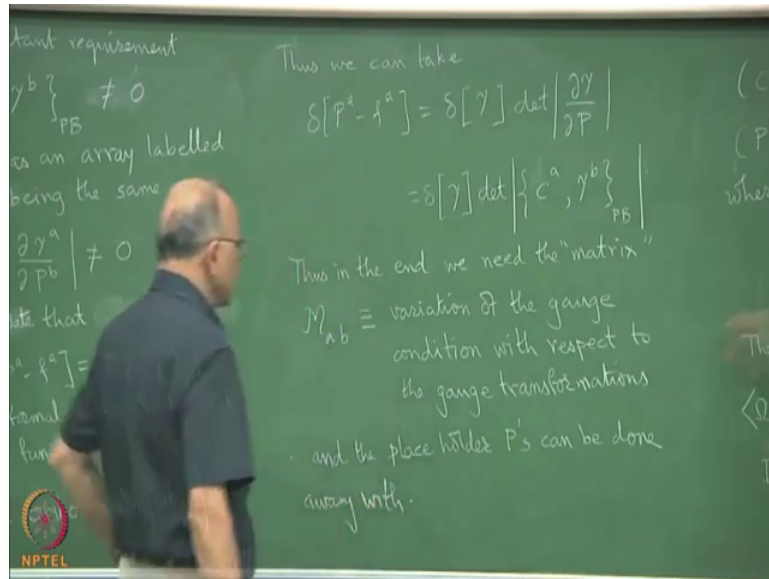 tant requirement
y^b }_PB ≠ 0
as an array labelled
being the same
∂γ^a / ∂P^b | ≠ 0
that
Thus we can take
δ[P^a - f^a] = δ[γ] det |∂γ/∂P|
= δ[γ] det |{c^a, γ^b}_PB|
Thus in the end we need the "matrix"
M_ab ≡ variation of the gauge
condition with respect to
the gauge transformations
and the place holder P's can be done
away with.
(C
(P
where
The
⟨Ω
NPTEL